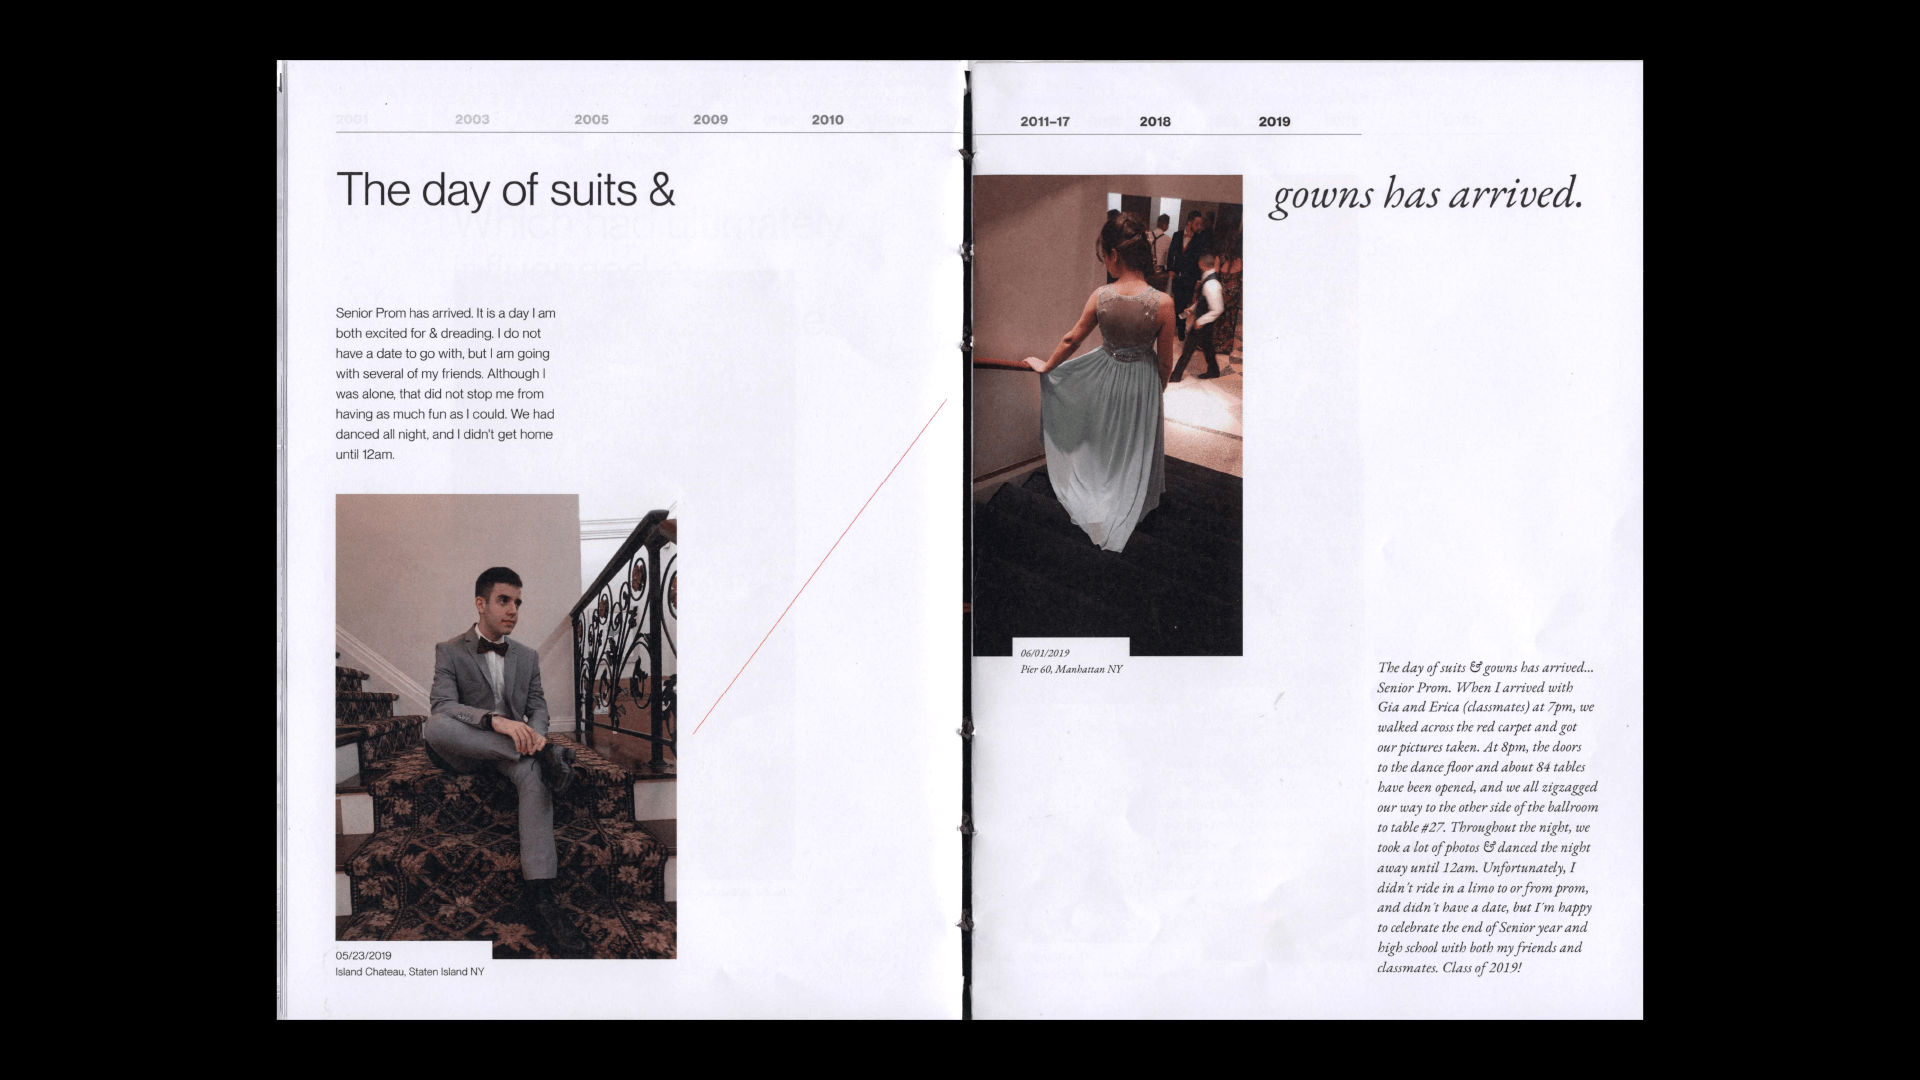 2001 2003 2005 2009 2010
The day of suits &
Senior Prom has arrived. It is a day I am
both excited for & dreading. I do not
have a date to go with, but I am going
with several of my friends. Although I
was alone, that did not stop me from
having as much fun as I could. We had
danced all night, and I didn't get home
until 12am.
05/23/2019
Island Chateau, Staten Island NY
2011–17 2018 2019
gowns has arrived.
06/01/2019
Pier 60, Manhattan NY
The day of suits & gowns has arrived...
Senior Prom. When I arrived with
Gia and Erica (classmates) at 7pm, we
walked across the red carpet and got
our pictures taken. At 8pm, the doors
to the dance floor and about 84 tables
have been opened, and we all zigzagged
our way to the other side of the ballroom
to table #27. Throughout the night, we
took a lot of photos & danced the night
away until 12am. Unfortunately, I
didn't ride in a limo to or from prom,
and didn't have a date, but I'm happy
to celebrate the end of Senior year and
high school with both my friends and
classmates. Class of 2019!